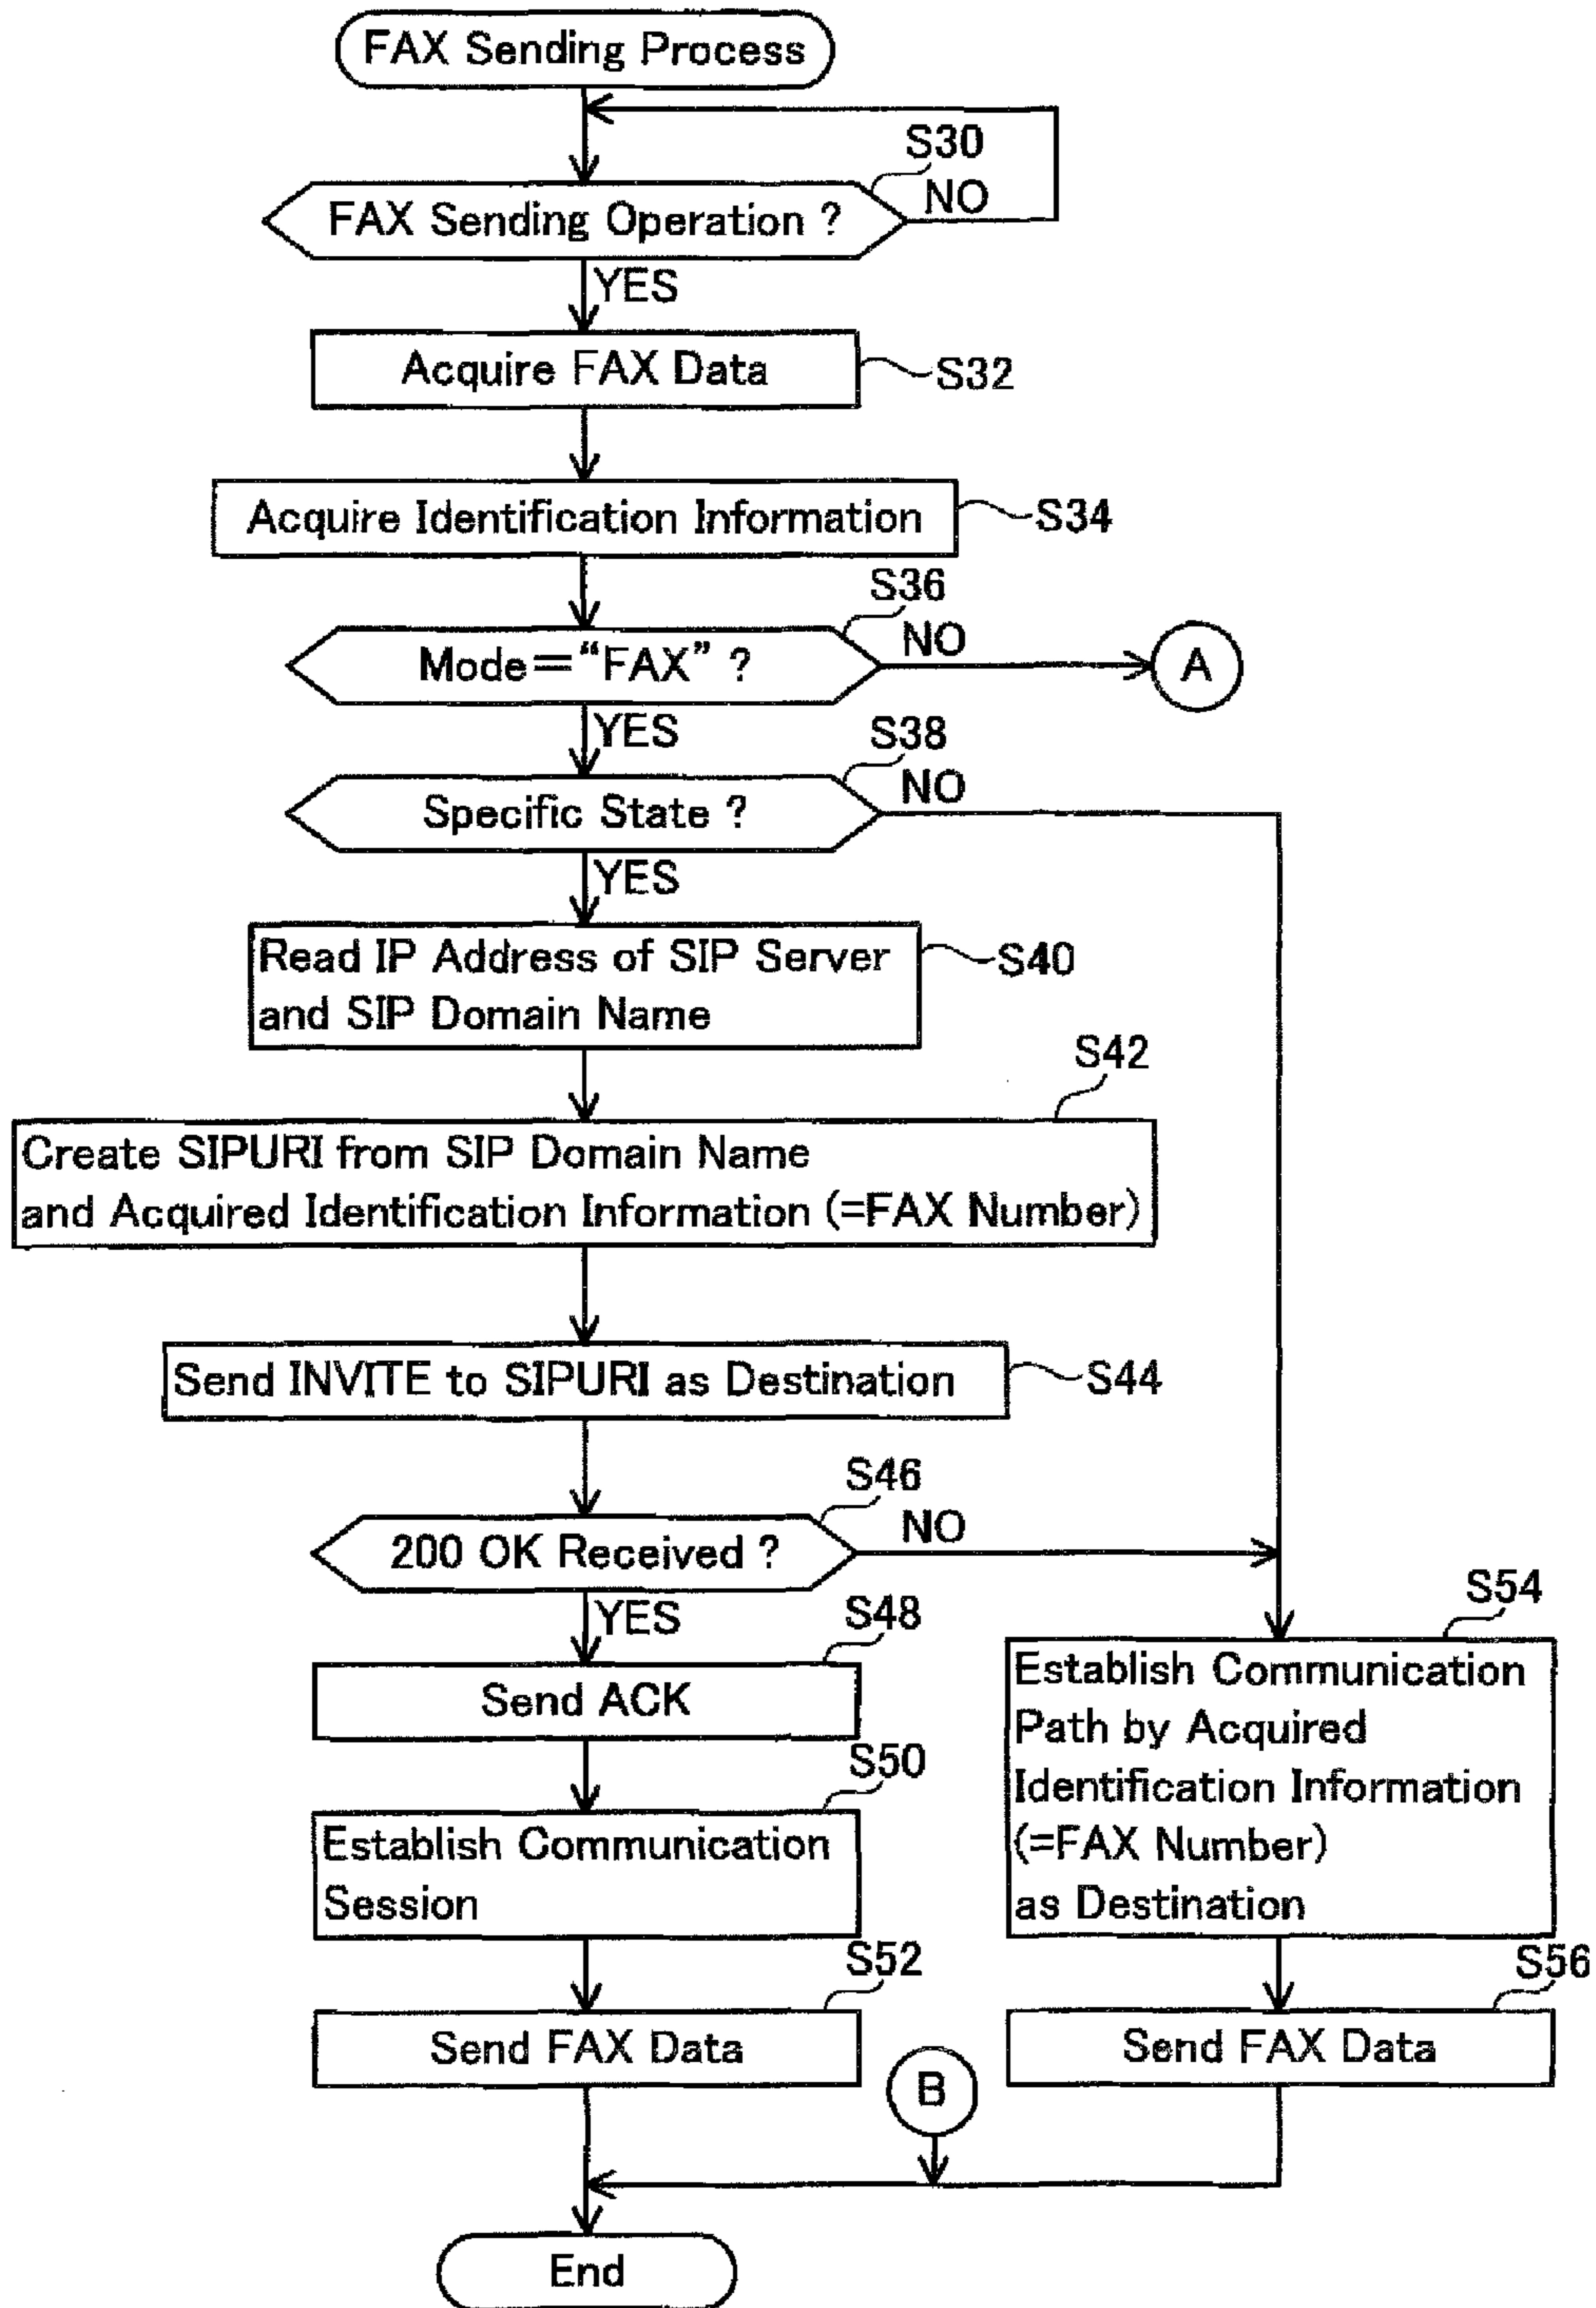 FAX Sending Process
S30
FAX Sending Operation ?
NO
YES
Acquire FAX Data
S32
Acquire Identification Information
S34
S36
Mode="FAX" ?
NO
A
YES
S38
Specific State ?
NO
YES
Read IP Address of SIP Server
and SIP Domain Name
S40
S42
Create SIPURI from SIP Domain Name
and Acquired Identification Information (=FAX Number)
Send INVITE to SIPURI as Destination
S44
S46
200 OK Received ?
NO
YES
S48
Send ACK
S50
Establish Communication
Session
S52
Send FAX Data
S54
Establish Communication
Path by Acquired
Identification Information
(=FAX Number)
as Destination
S56
Send FAX Data
B
End